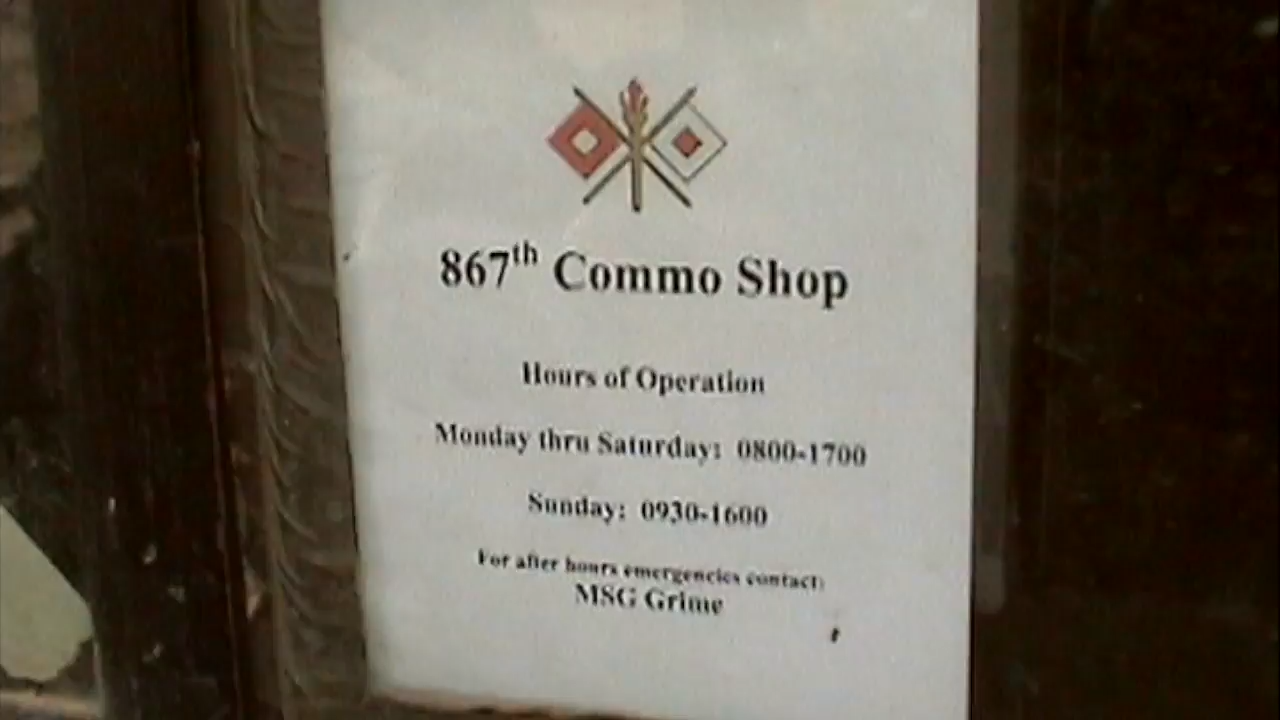 867th Commo Shop
Hours of Operation
Monday thru Saturday: 0800-1700
Sunday: 0930-1600
For after hours emergencies contact:
MSG Grime